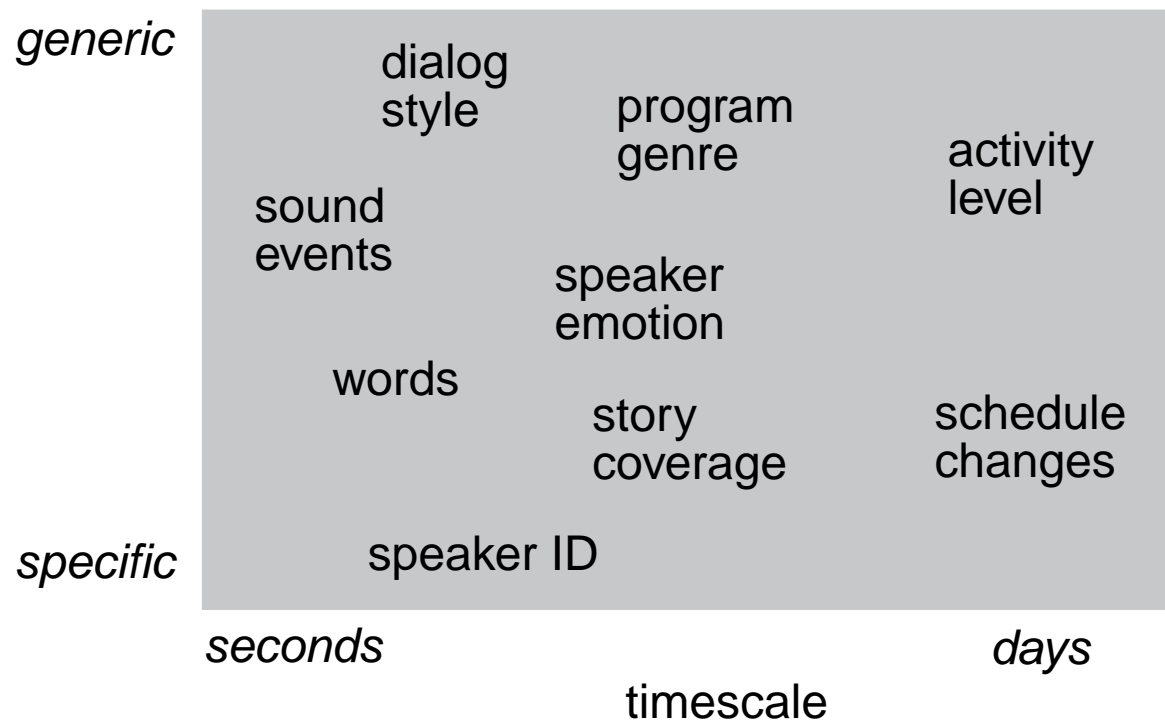 generic
dialog
style
program
genre
activity
level
sound
events
speaker
emotion
words
story
coverage
schedule
changes
specific
speaker ID
seconds
days
timescale